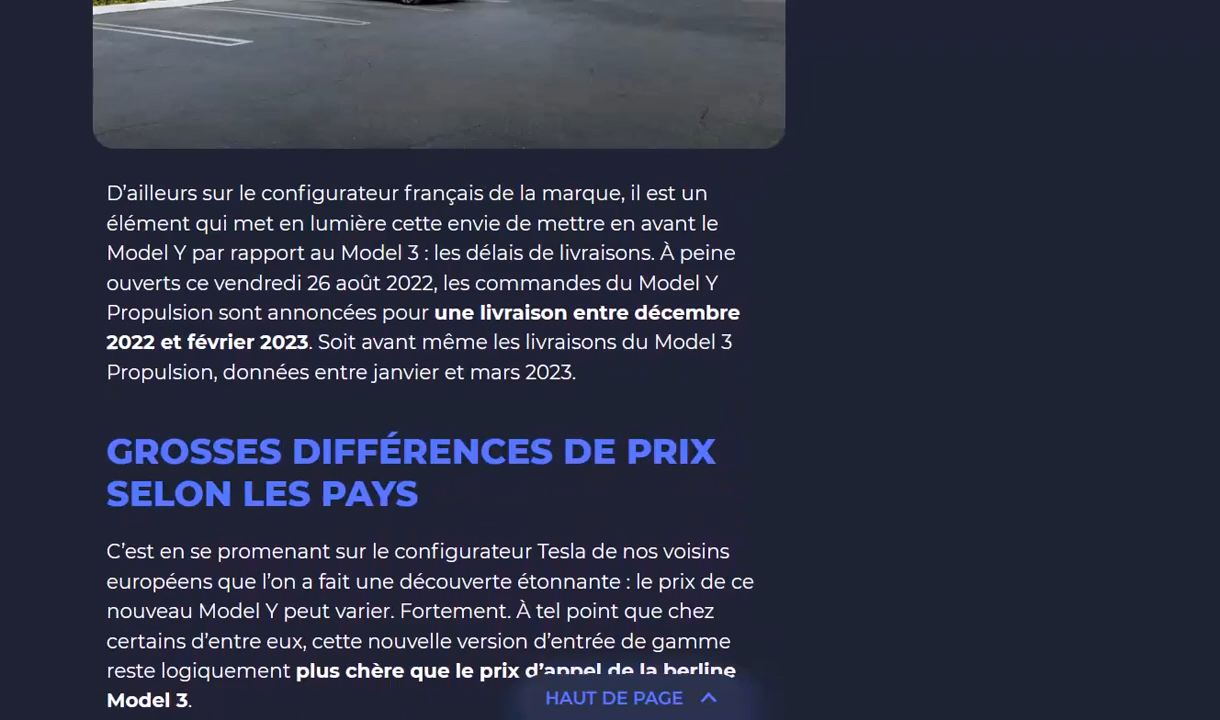 D’ailleurs sur le configurateur français de la marque, il est un
élément qui met en lumière cette envie de mettre en avant le
Model Y par rapport au Model 3 : les délais de livraisons. À peine
ouverts ce vendredi 26 août 2022, les commandes du Model Y
Propulsion sont annoncées pour une livraison entre décembre
2022 et février 2023. Soit avant même les livraisons du Model 3
Propulsion, données entre janvier et mars 2023.
GROSSES DIFFÉRENCES DE PRIX
SELON LES PAYS
C’est en se promenant sur le configurateur Tesla de nos voisins
européens que l’on a fait une découverte étonnante : le prix de ce
nouveau Model Y peut varier. Fortement. À tel point que chez
certains d’entre eux, cette nouvelle version d’entrée de gamme
reste logiquement plus chère que le prix d’appel de la berline
Model 3.
HAUT DE PAGE